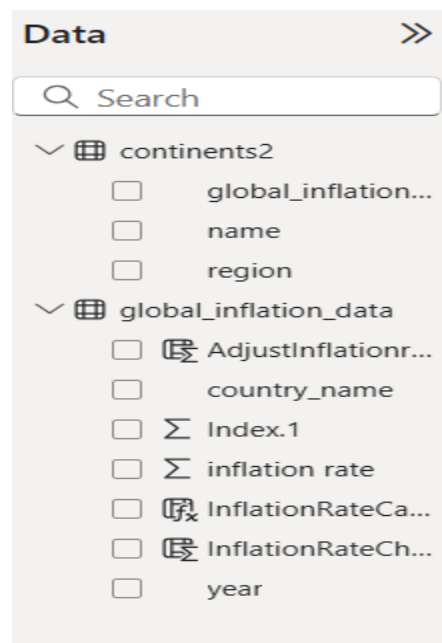 Data
Search
continents2
global_inflation...
name
region
global_inflation_data
AdjustInflationr...
country_name
Index.1
inflation rate
InflationRateCa...
InflationRateCh...
year